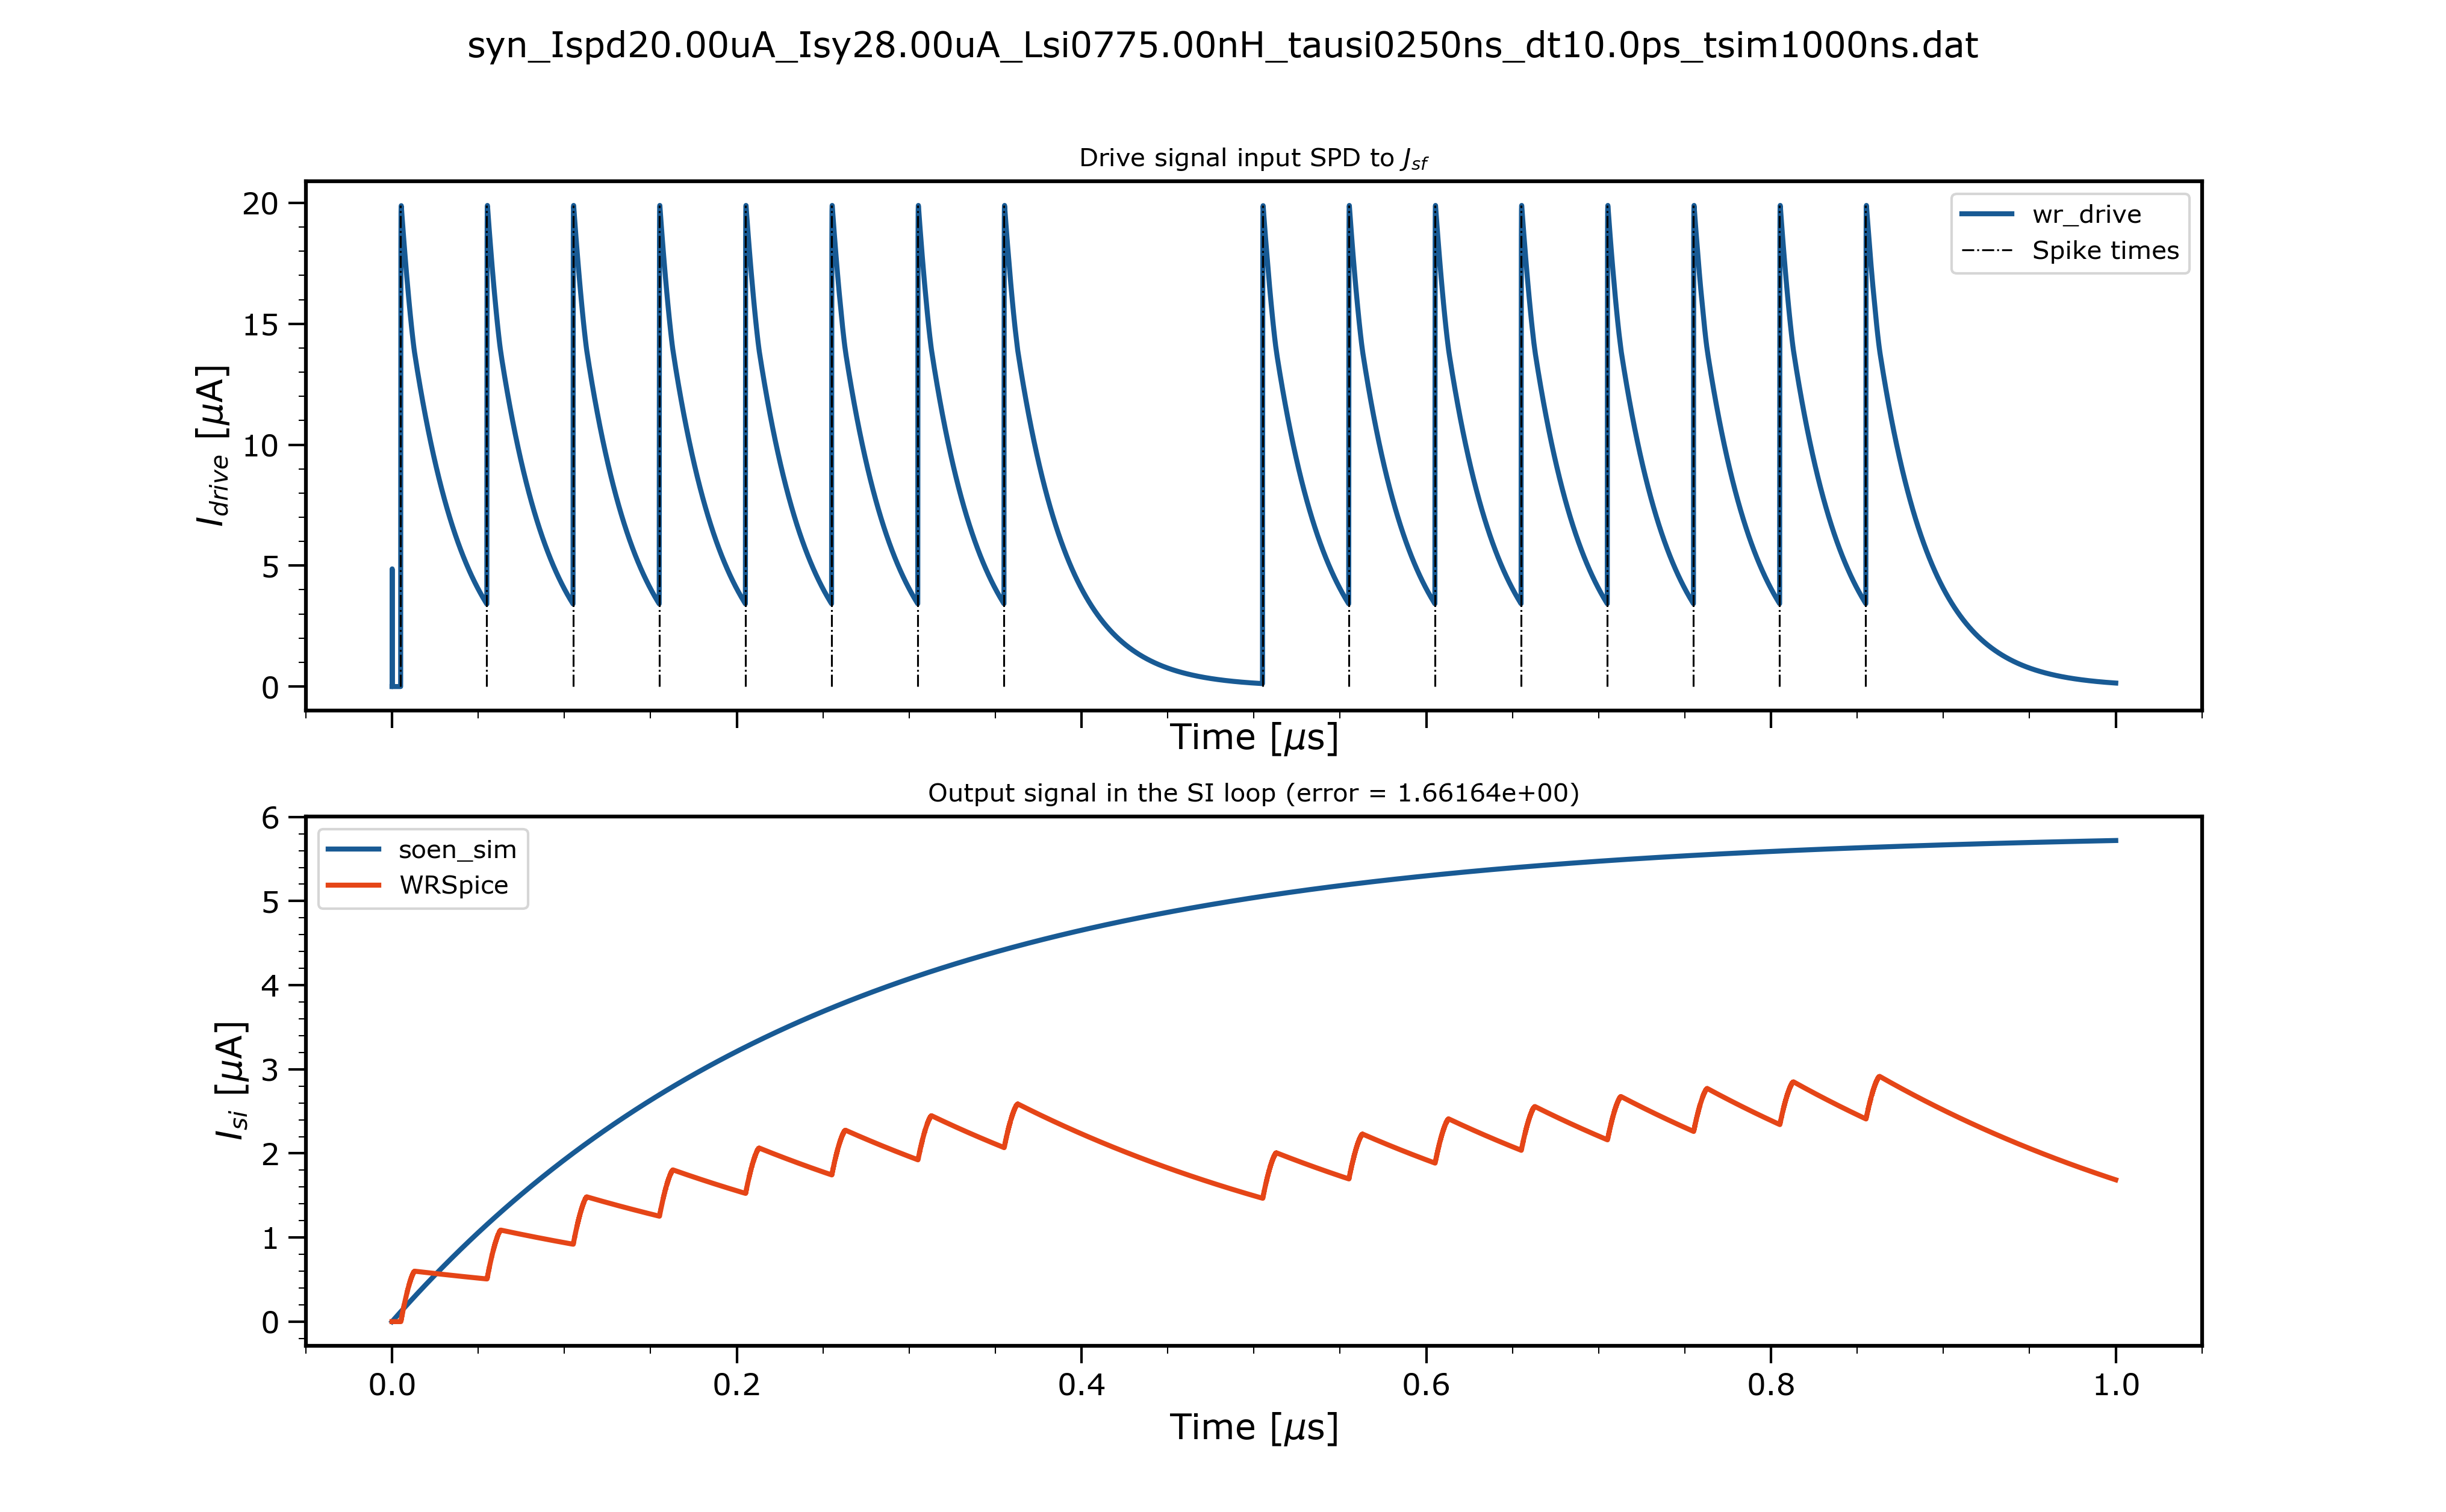 syn_Ispd20.00uA_Isy28.00uA_Lsi0775.00nH_tausi0250ns_dt10.0ps_tsim1000ns.dat
Drive signal input SPD to J_sf
I_drive [μA]
20
15
10
5
0
wr_drive
Spike times
Time [μs]
Output signal in the SI loop (error = 1.66164e+00)
I_si [μA]
6
5
4
3
2
1
0
soen_sim
WRSpice
0.0 0.2 0.4 0.6 0.8 1.0
Time [μs]